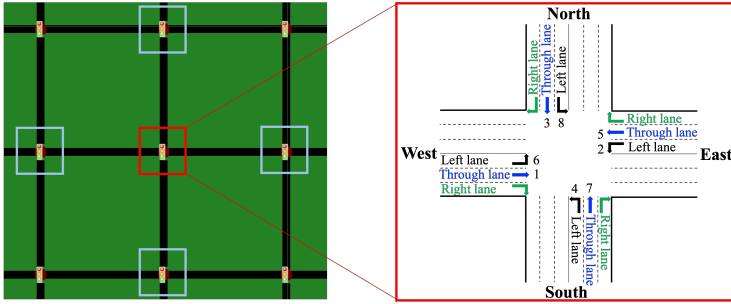 North
Right lane
Through lane
Left lane
3 8
Right lane
5 Through lane
2 Left lane
West
East
Left lane 6
Through lane 1
Right lane
4 7
Left lane
Through lane
Right lane
South